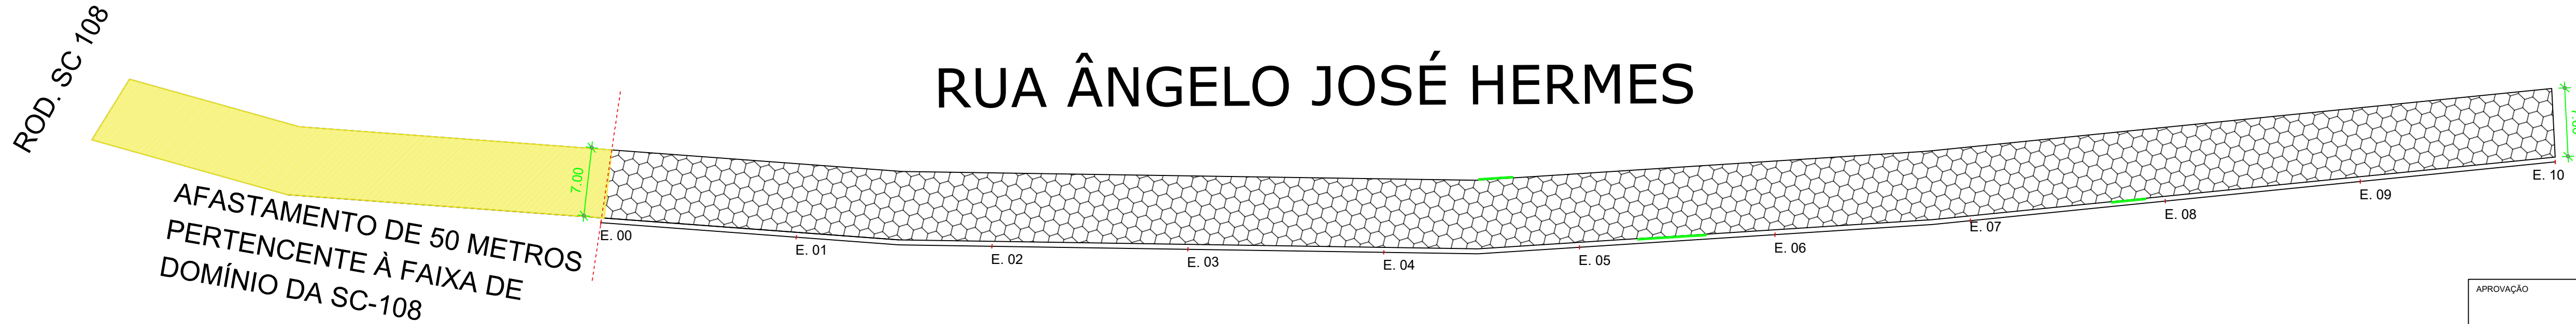 ROD. SC 108
RUA ÂNGELO JOSÉ HERMES
7.00
AFASTAMENTO DE 50 METROS
PERTENCENTE À FAIXA DE
DOMÍNIO DA SC-108
E. 00
E. 01
E. 02
E. 03
E. 04
E. 05
E. 06
E. 07
E. 08
E. 09
E. 10
APROVAÇÃO